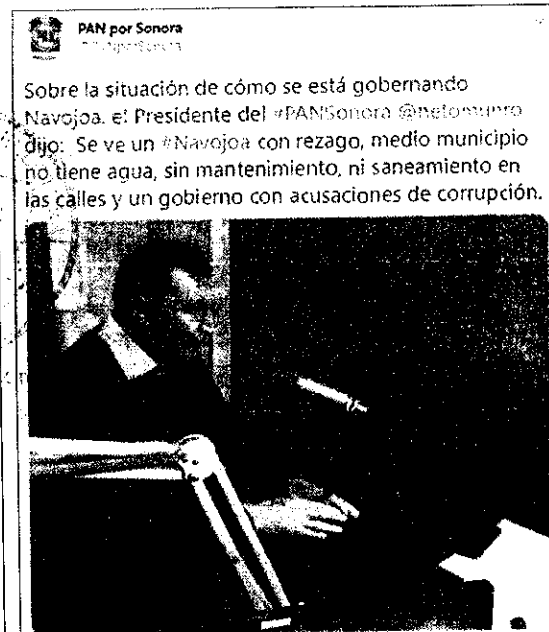 PAN por Sonora
Sobre la situación de cómo se está gobernando
Navojoa, el Presidente del #PANSonora @netomunro
dijo: Se ve un #Navojoa con rezago, medio municipio
no tiene agua, sin mantenimiento, ni saneamiento en
las calles y un gobierno con acusaciones de corrupción.